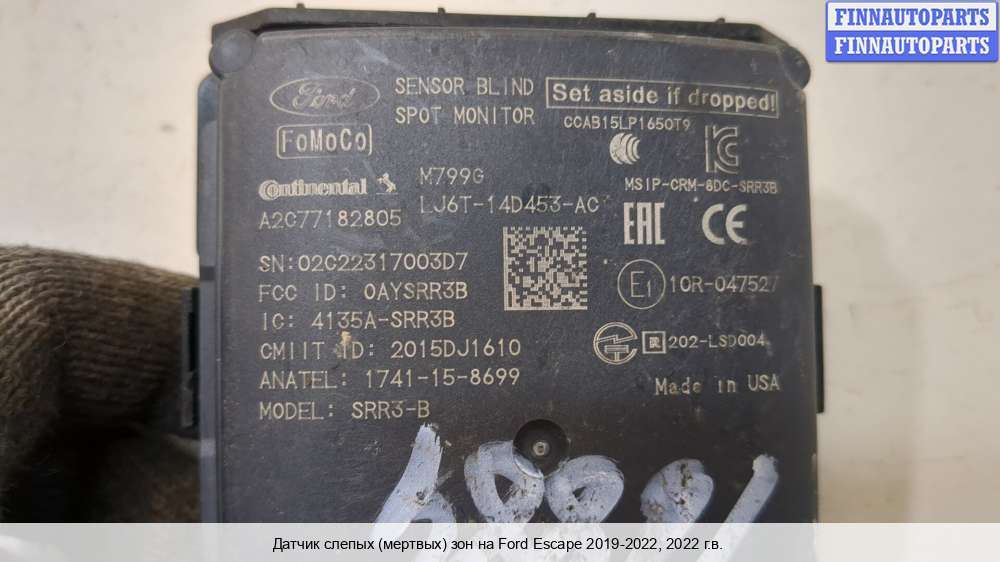 FINNAUTOPARTS
FINNAUTOPARTS
Ford
SENSOR BLIND
SPOT MONITOR
Set aside if dropped!
CCAB15LP1650T9
FoMoCo
MSIP-CRM-8DC-SRR3B
Continental
M799G
A2C77182805
LJ6T-14D453-AC
EAC
CE
SN:02C22317003D7
FCC ID: OAYSRR3B
E1
10R-047527
IC: 4135A-SRR3B
CMIIT ID: 2015DJ1610
R 202-LSD004
ANATEL: 1741-15-8699
Made in USA
MODEL: SRR3-B
Датчик слепых (мертвых) зон на Ford Escape 2019-2022, 2022 г.в.